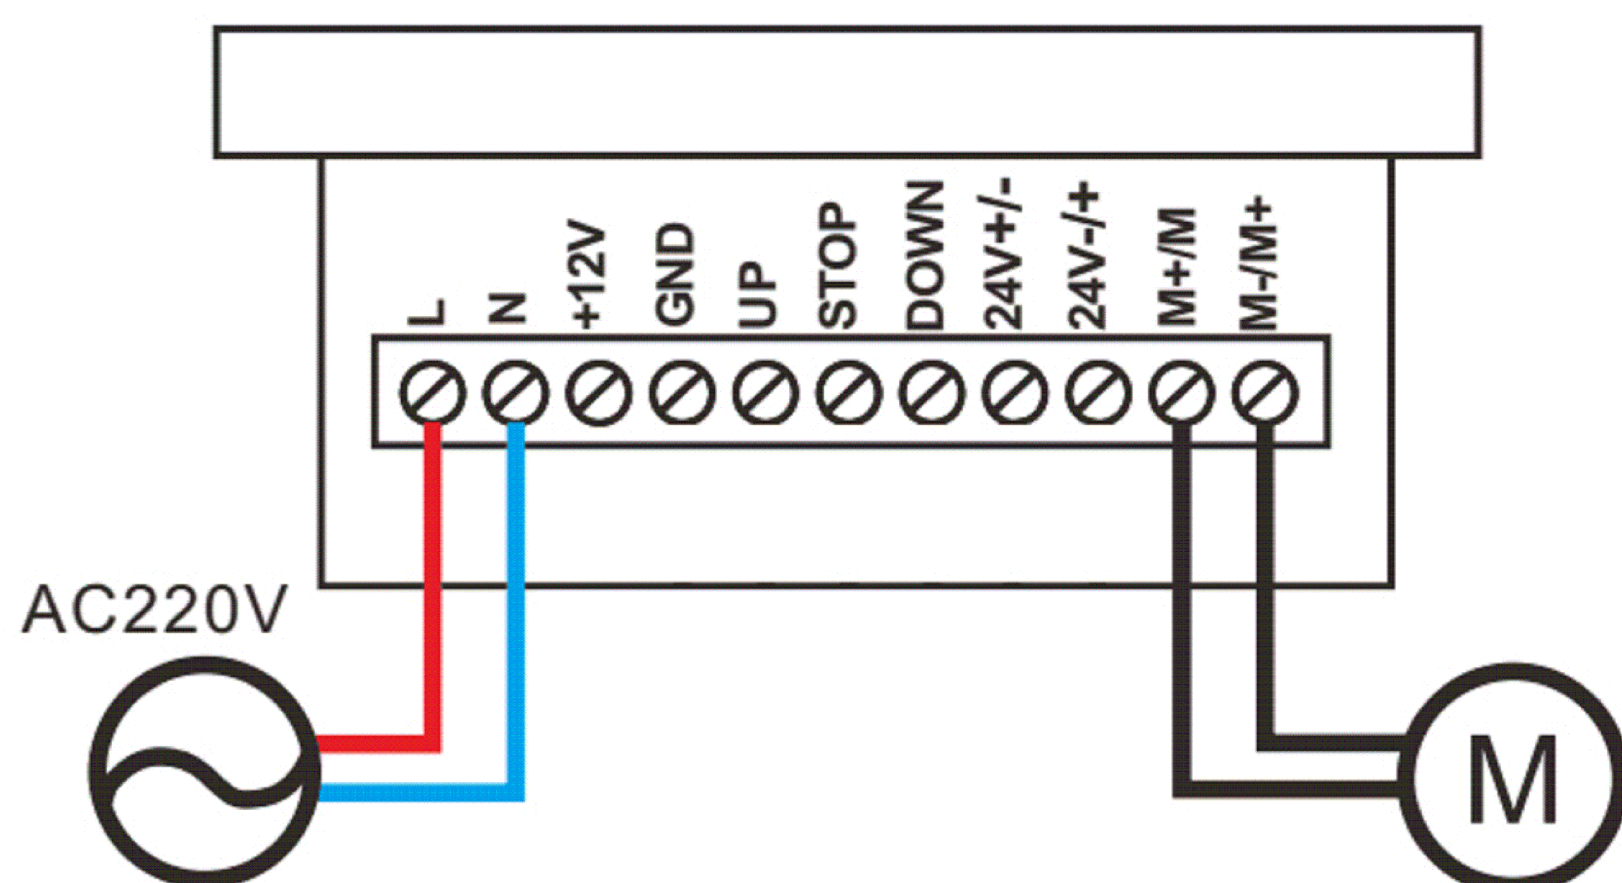 L
N
+12V
GND
UP
STOP
DOWN
24V+/-
24V-/+
M+/M
M-/M+
AC220V
M